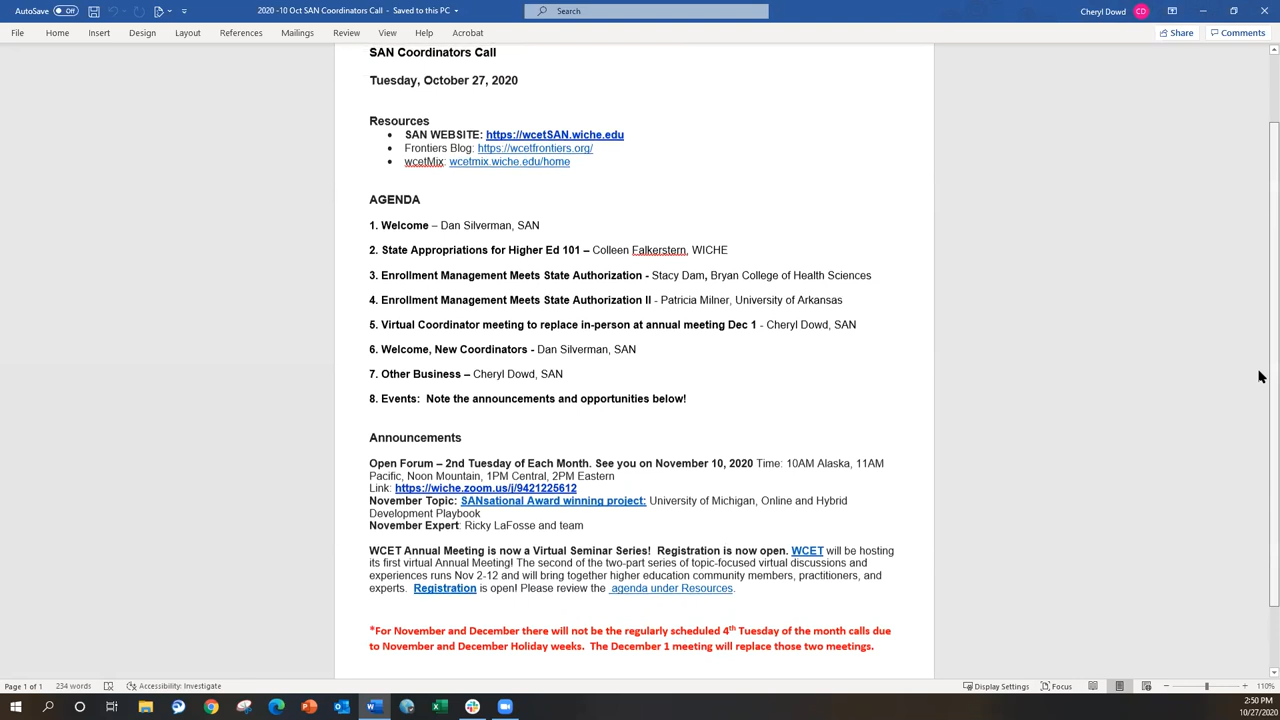 AutoSave Off 2020 -10 Oct SAN Coordinators Call - Saved to this PC Search Cheryl Dowd CD
File Home Insert Design Layout References Mailings Review View Help Acrobat Share Comments
SAN Coordinators Call
Tuesday, October 27, 2020
Resources
• SAN WEBSITE: https://wcetSAN.wiche.edu
• Frontiers Blog: https://wcetfrontiers.org/
• wcetMix: wcetmix.wiche.edu/home
AGENDA
1. Welcome – Dan Silverman, SAN
2. State Appropriations for Higher Ed 101 – Colleen Falkerstern, WICHE
3. Enrollment Management Meets State Authorization - Stacy Dam, Bryan College of Health Sciences
4. Enrollment Management Meets State Authorization II - Patricia Milner, University of Arkansas
5. Virtual Coordinator meeting to replace in-person at annual meeting Dec 1 - Cheryl Dowd, SAN
6. Welcome, New Coordinators - Dan Silverman, SAN
7. Other Business – Cheryl Dowd, SAN
8. Events: Note the announcements and opportunities below!
Announcements
Open Forum – 2nd Tuesday of Each Month. See you on November 10, 2020 Time: 10AM Alaska, 11AM
Pacific, Noon Mountain, 1PM Central, 2PM Eastern
Link: https://wiche.zoom.us/j/9421225612
November Topic: SANsational Award winning project: University of Michigan, Online and Hybrid
Development Playbook
November Expert: Ricky LaFosse and team
WCET Annual Meeting is now a Virtual Seminar Series! Registration is now open. WCET will be hosting
its first virtual Annual Meeting! The second of the two-part series of topic-focused virtual discussions and
experiences runs Nov 2-12 and will bring together higher education community members, practitioners, and
experts. Registration is open! Please review the agenda under Resources.
*For November and December there will not be the regularly scheduled 4th Tuesday of the month calls due
to November and December Holiday weeks. The December 1 meeting will replace those two meetings.
Page 1 of 1 234 words Accessibility: Investigate Display Settings Focus 110%
2:50 PM
10/27/2020